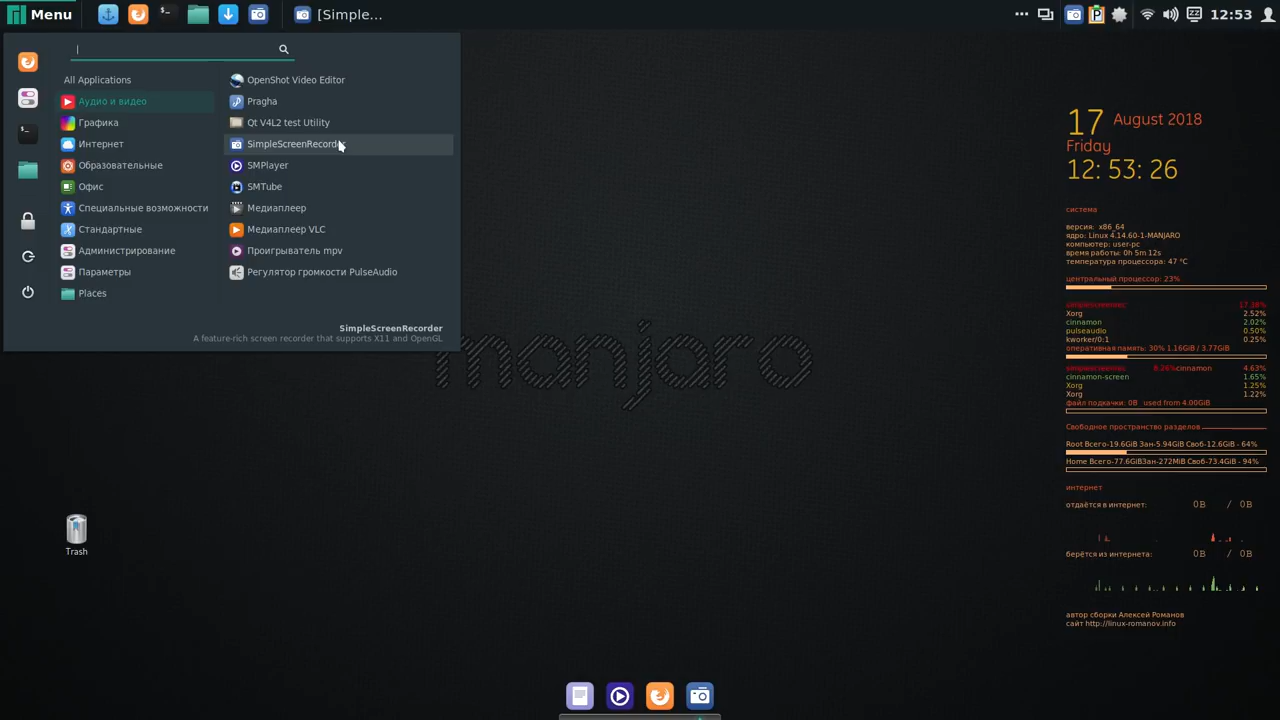 Menu
[Simple...
12:53
All Applications
Аудио и видео
Графика
Интернет
Образовательные
Офис
Специальные возможности
Стандартные
Администрирование
Параметры
Places
OpenShot Video Editor
Pragha
Qt V4L2 test Utility
SimpleScreenRecorder
SMPlayer
SMTube
Медиаплеер
Медиаплеер VLC
Проигрыватель mpv
Регулятор громкости PulseAudio
SimpleScreenRecorder
A feature-rich screen recorder that supports X11 and OpenGL
manjaro
Trash
17 August 2018
Friday
12: 53: 26
система
версия: x86_64
ядро: Linux 4.14.60-1-MANJARO
компьютер: user-pc
время работы: 0h 5m 12s
температура процессора: 47 °C
центральный процессор: 23%
17.38%
Xorg 2.52%
cinnamon 2.02%
pulseaudio 0.50%
kworker/0:1 0.25%
оперативная память: 30% 1.16GiB / 3.77GiB
8.26% cinnamon 4.63%
cinnamon-screen 1.65%
Xorg 1.25%
Xorg 1.22%
файл подкачки: 0B used from 4.00GiB
Свободное пространство разделов
Root Всего-19.6GiB Зан-5.94GiB Своб-12.6GiB - 64%
Home Всего-77.6GiBЗан-272MiB Своб-73.4GiB - 94%
интернет
отдаётся в интернет: 0B / 0B
берётся из интернета: 0B / 0B
автор сборки Алексей Романов
сайт http://linux-romanov.info